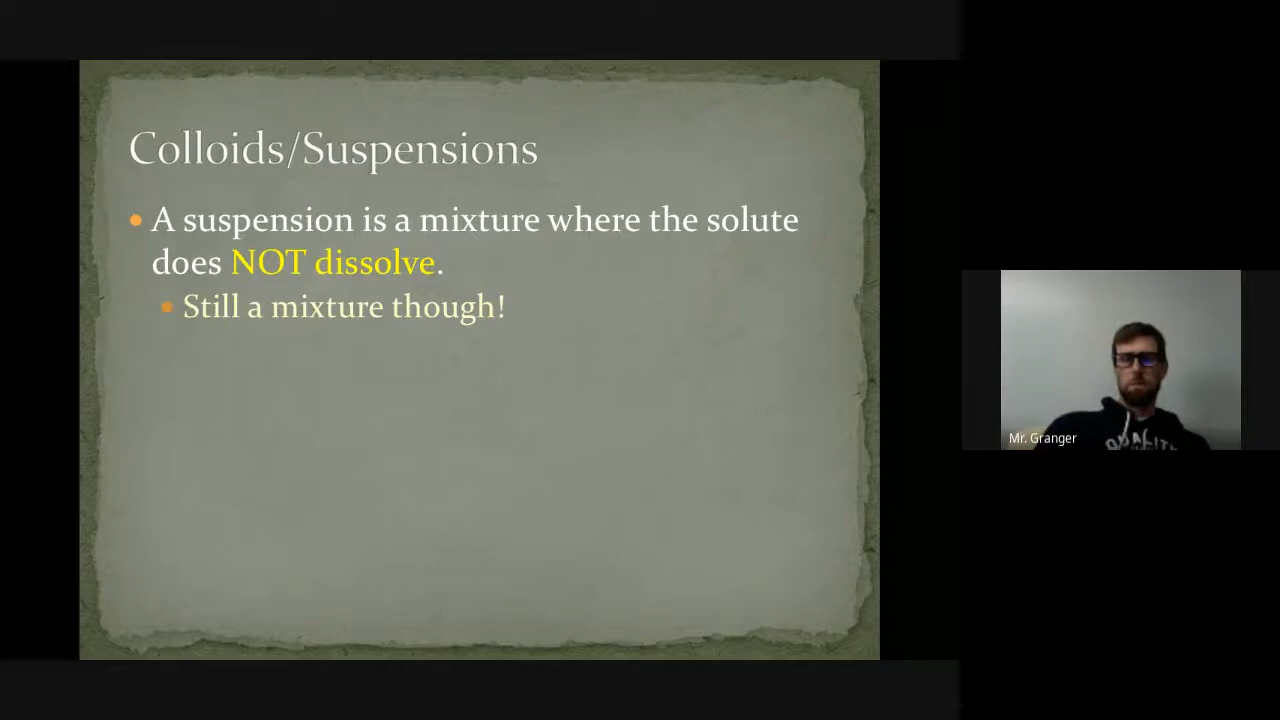 Colloids/Suspensions
• A suspension is a mixture where the solute
does NOT dissolve.
• Still a mixture though!
Mr. Granger